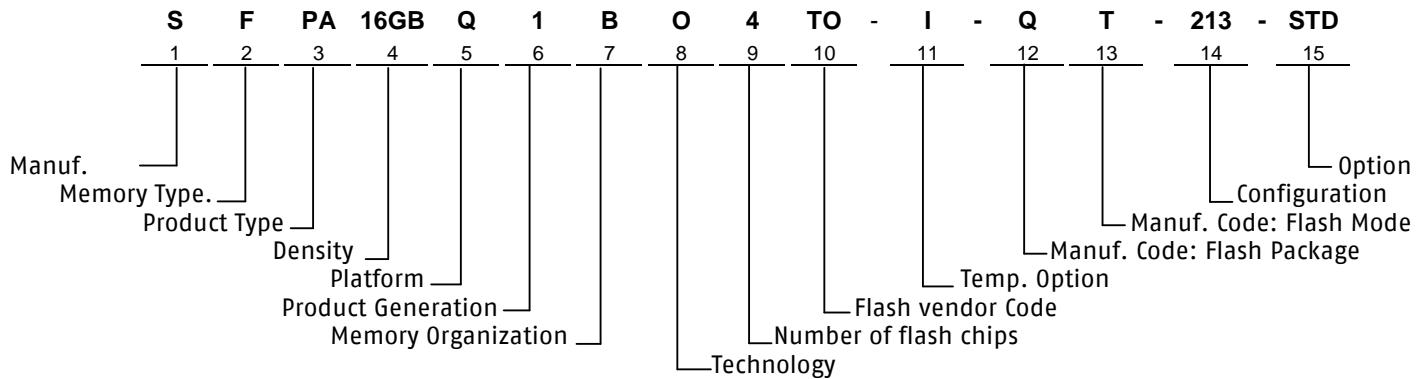 S F PA 16GB Q 1 B O 4 TO - I - Q T - 213 - STD
1 2 3 4 5 6 7 8 9 10 11 12 13 14 15
Manuf. Option
Memory Type. Configuration
Product Type Manuf. Code: Flash Mode
Density Manuf. Code: Flash Package
Platform Temp. Option
Product Generation Flash vendor Code
Memory Organization Number of flash chips
Technology